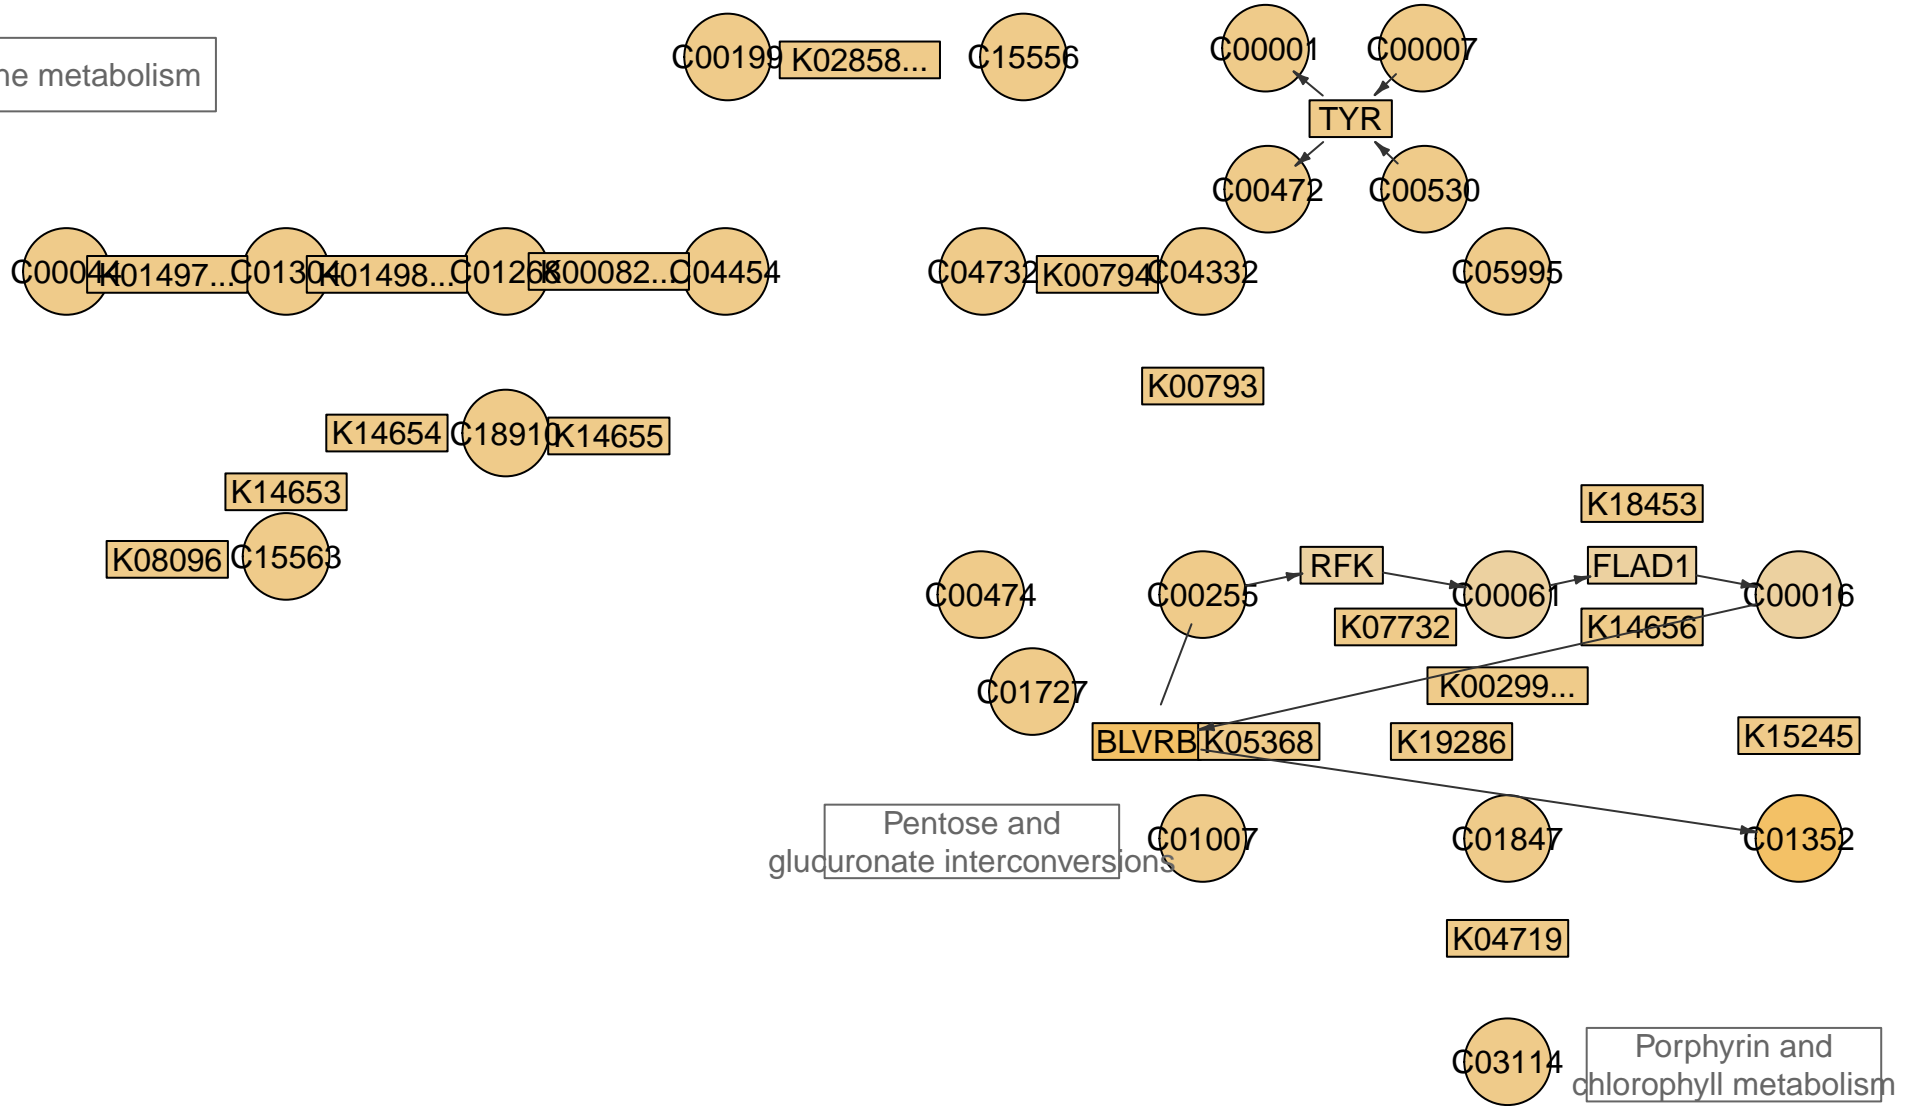 ne metabolism
C00199
K02858...
C15556
C00001
C00007
TYR
C00472
C00530
C00044
K01497...
C01304
K01498...
C01268
K00082...
C04454
C04732
K00794
C04332
C05995
K00793
K14654
C18910
K14655
K14653
K08096
C15563
K18453
C00474
C00255
RFK
C00061
FLAD1
C00016
K07732
K14656
C01727
K00299...
BLVRB
K05368
K19286
K15245
Pentose and
glucuronate interconversions
C01007
C01847
C01352
K04719
C03114
Porphyrin and
chlorophyll metabolism